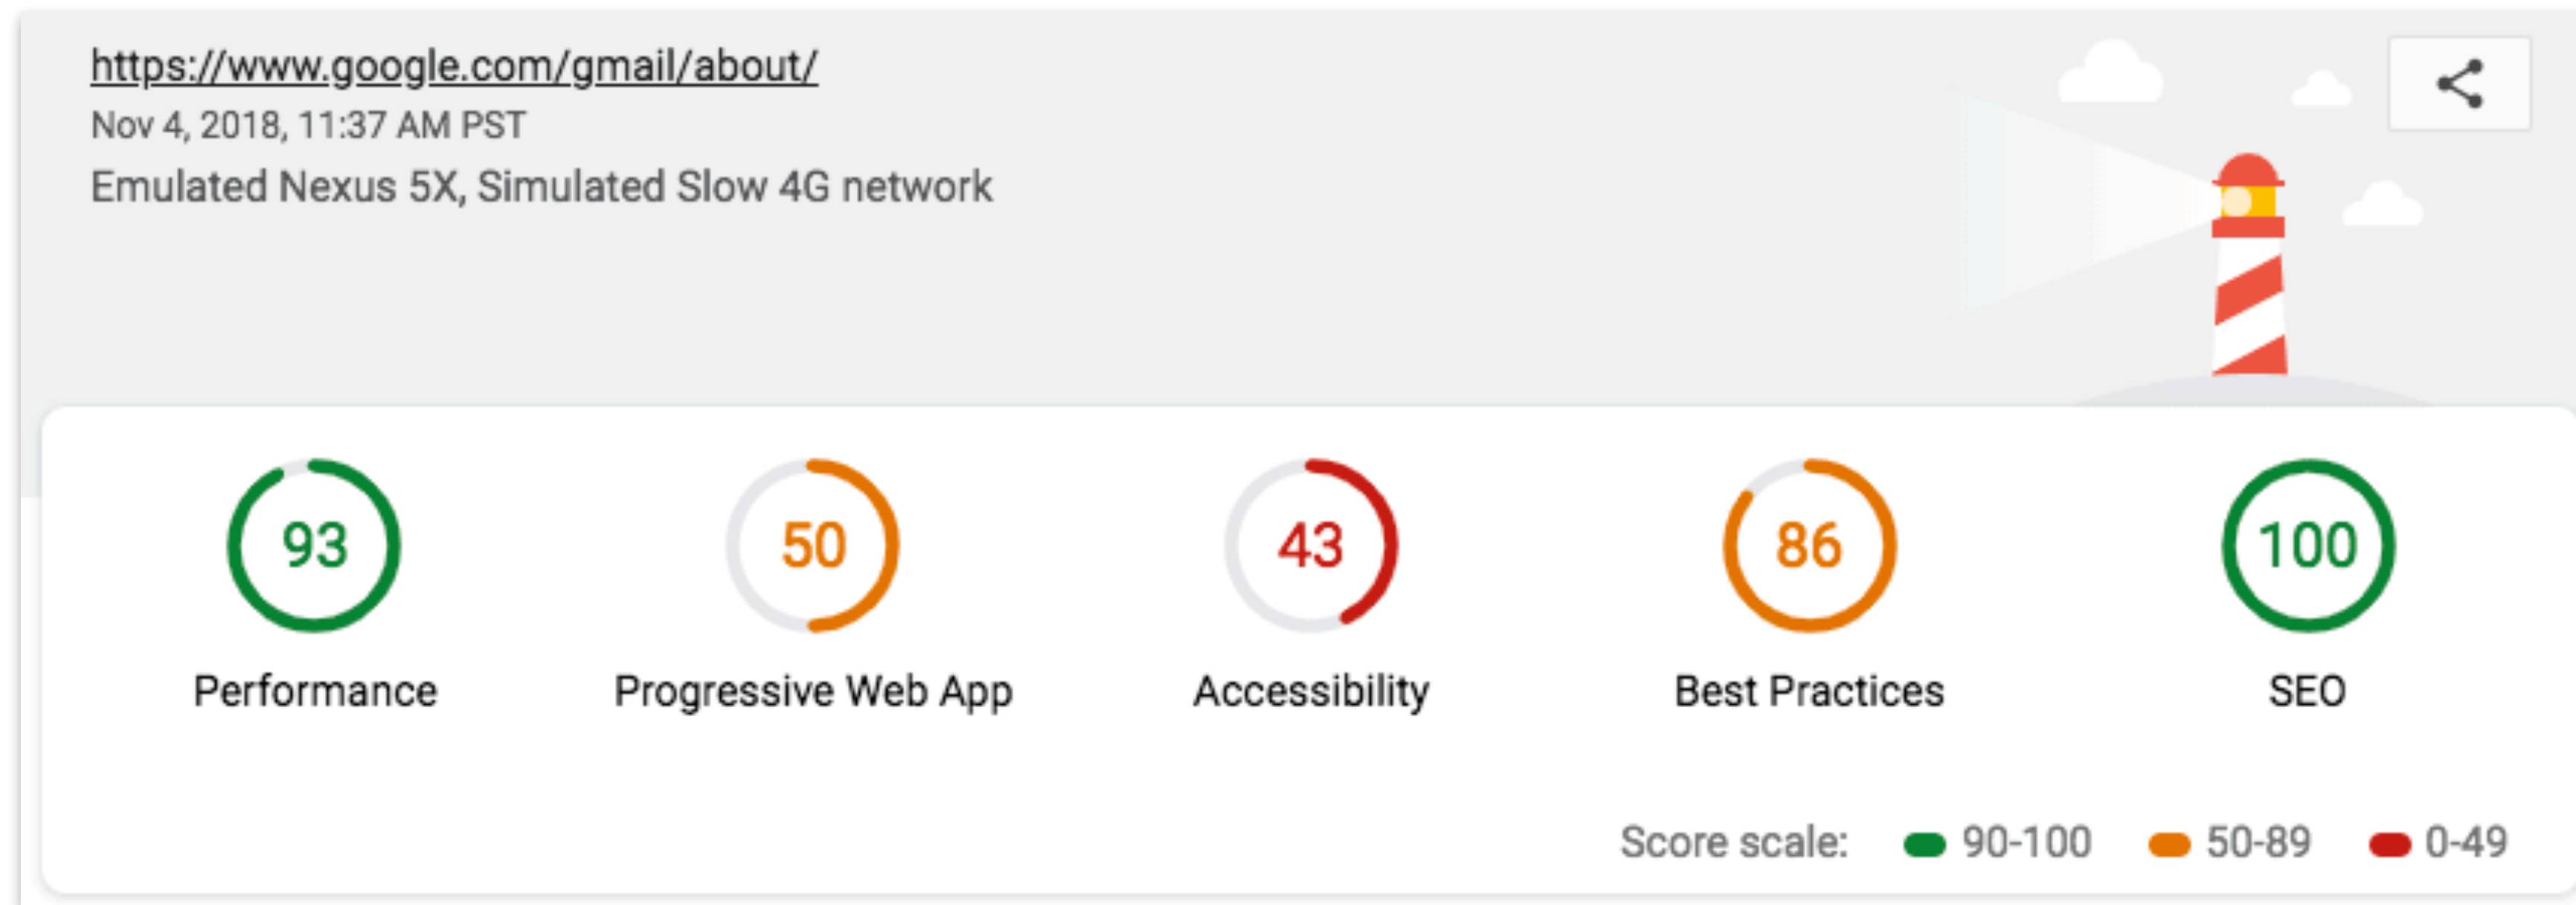 https://www.google.com/gmail/about/
Nov 4, 2018, 11:37 AM PST
Emulated Nexus 5X, Simulated Slow 4G network
93 50 43 86 100
Performance Progressive Web App Accessibility Best Practices SEO
Score scale: 90-100 50-89 0-49